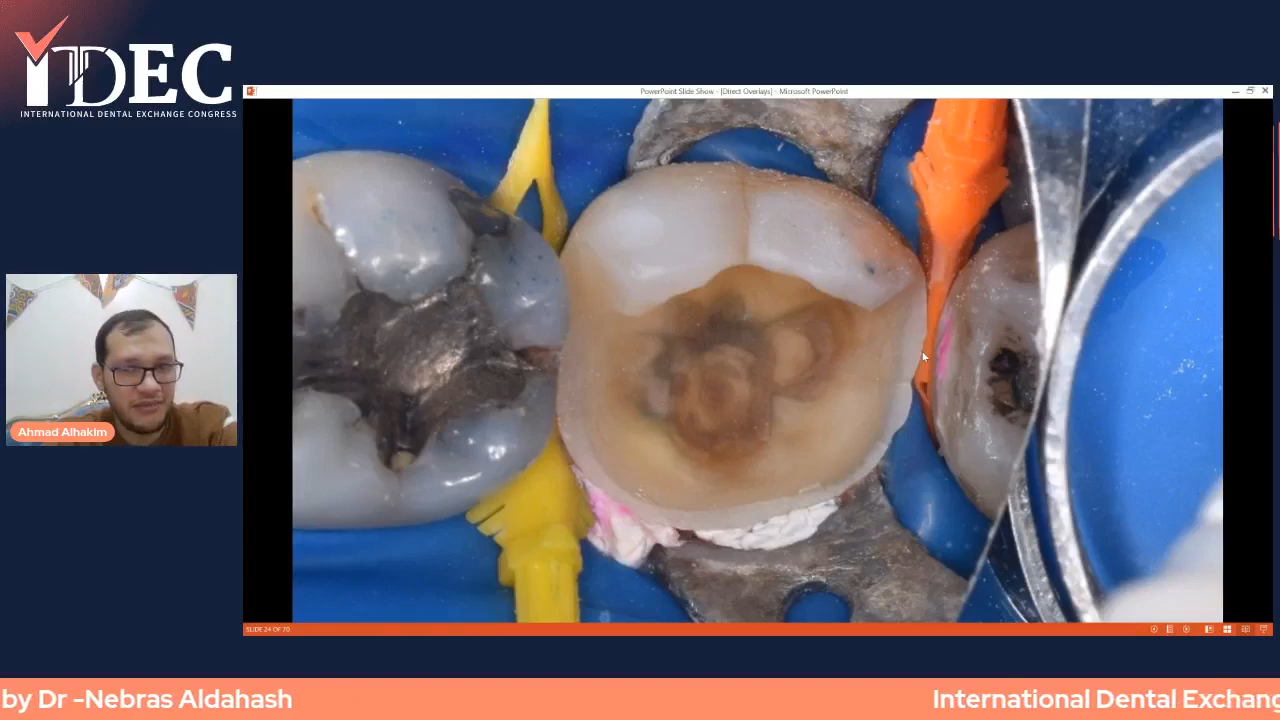 IDEC
INTERNATIONAL DENTAL EXCHANGE CONGRESS
PowerPoint Slide Show - [Direct Overlays] - Microsoft PowerPoint
Ahmad Alhakim
SLIDE 24 OF 70
by Dr -Nebras Aldahash
International Dental Exchang